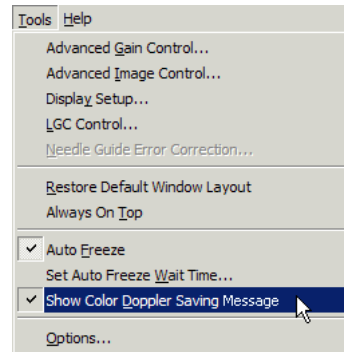 Tools Help
Advanced Gain Control...
Advanced Image Control...
Display Setup...
LGC Control...
Needle Guide Error Correction...
Restore Default Window Layout
Always On Top
Auto Freeze
Set Auto Freeze Wait Time...
Show Color Doppler Saving Message
Options...